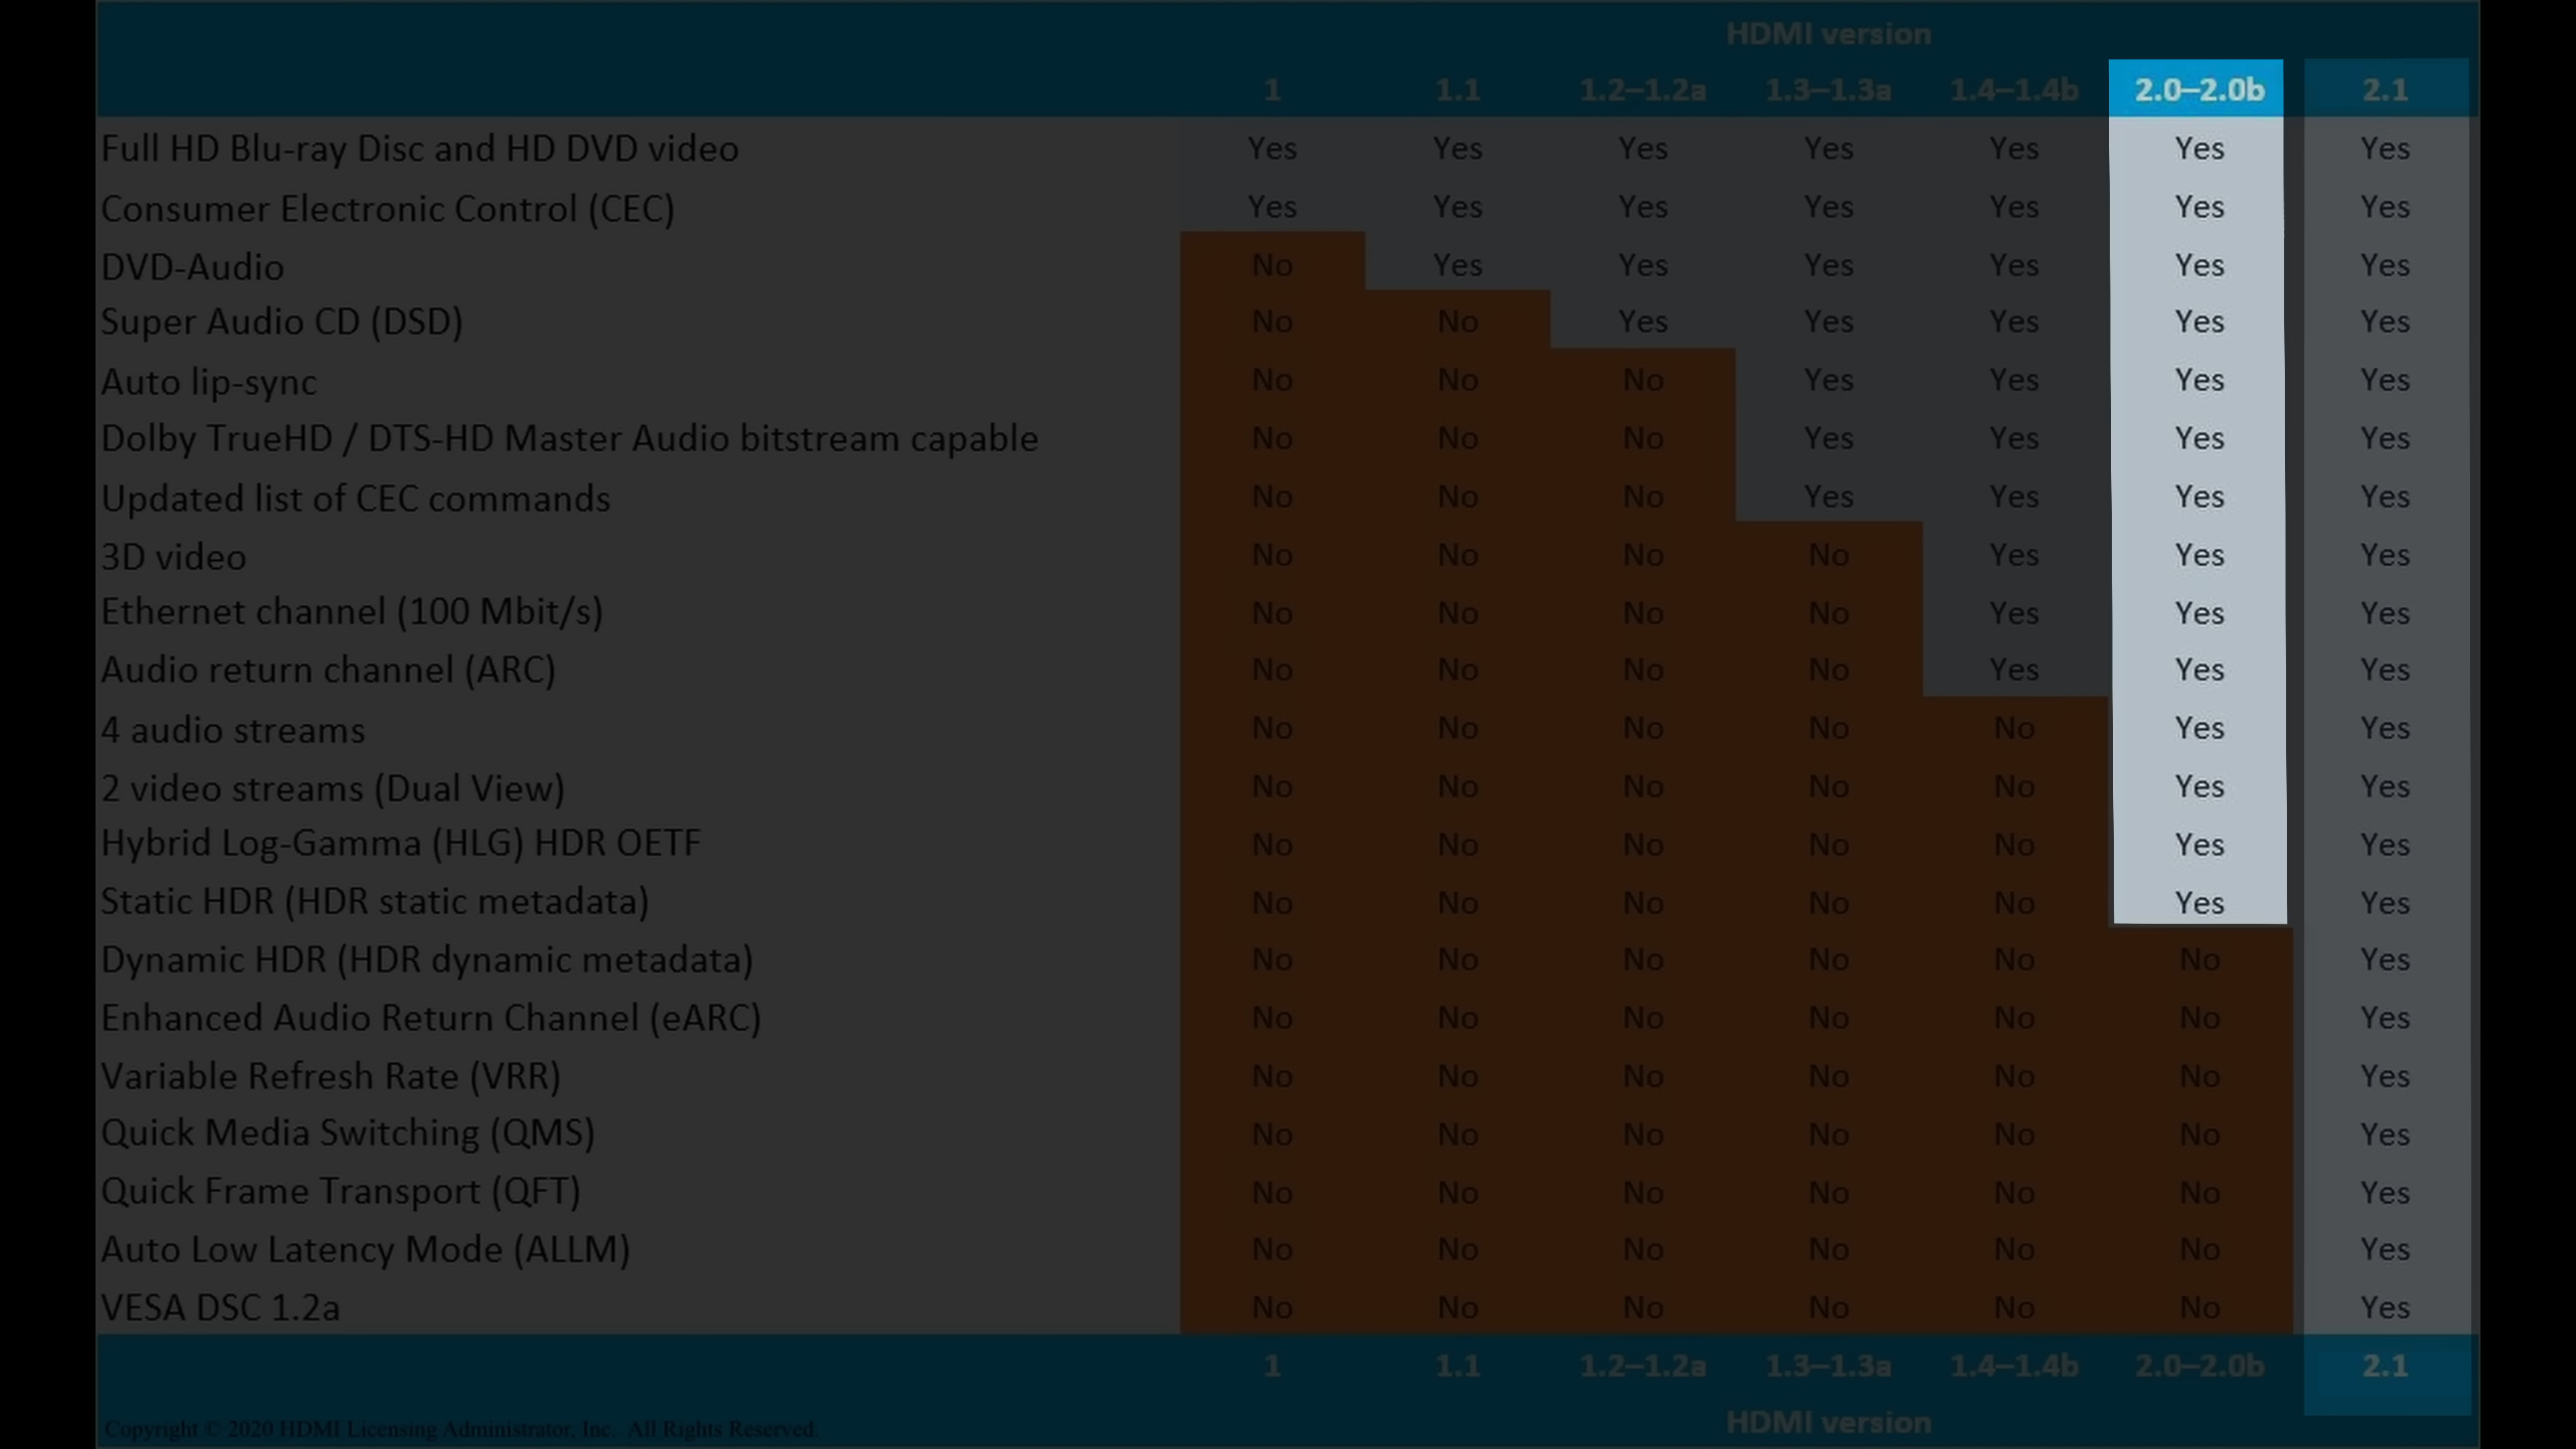 HDMI version
1 1.1 1.2–1.2a 1.3–1.3a 1.4–1.4b 2.0–2.0b 2.1
Full HD Blu-ray Disc and HD DVD video Yes Yes Yes Yes Yes Yes Yes
Consumer Electronic Control (CEC) Yes Yes Yes Yes Yes Yes Yes
DVD-Audio No Yes Yes Yes Yes Yes Yes
Super Audio CD (DSD) No No Yes Yes Yes Yes Yes
Auto lip-sync No No No Yes Yes Yes Yes
Dolby TrueHD / DTS-HD Master Audio bitstream capable No No No Yes Yes Yes Yes
Updated list of CEC commands No No No Yes Yes Yes Yes
3D video No No No No Yes Yes Yes
Ethernet channel (100 Mbit/s) No No No No Yes Yes Yes
Audio return channel (ARC) No No No No Yes Yes Yes
4 audio streams No No No No No Yes Yes
2 video streams (Dual View) No No No No No Yes Yes
Hybrid Log-Gamma (HLG) HDR OETF No No No No No Yes Yes
Static HDR (HDR static metadata) No No No No No Yes Yes
Dynamic HDR (HDR dynamic metadata) No No No No No No Yes
Enhanced Audio Return Channel (eARC) No No No No No No Yes
Variable Refresh Rate (VRR) No No No No No No Yes
Quick Media Switching (QMS) No No No No No No Yes
Quick Frame Transport (QFT) No No No No No No Yes
Auto Low Latency Mode (ALLM) No No No No No No Yes
VESA DSC 1.2a No No No No No No Yes
1 1.1 1.2–1.2a 1.3–1.3a 1.4–1.4b 2.0–2.0b 2.1
HDMI version
Copyright © 2020 HDMI Licensing Administrator, Inc. All Rights Reserved.